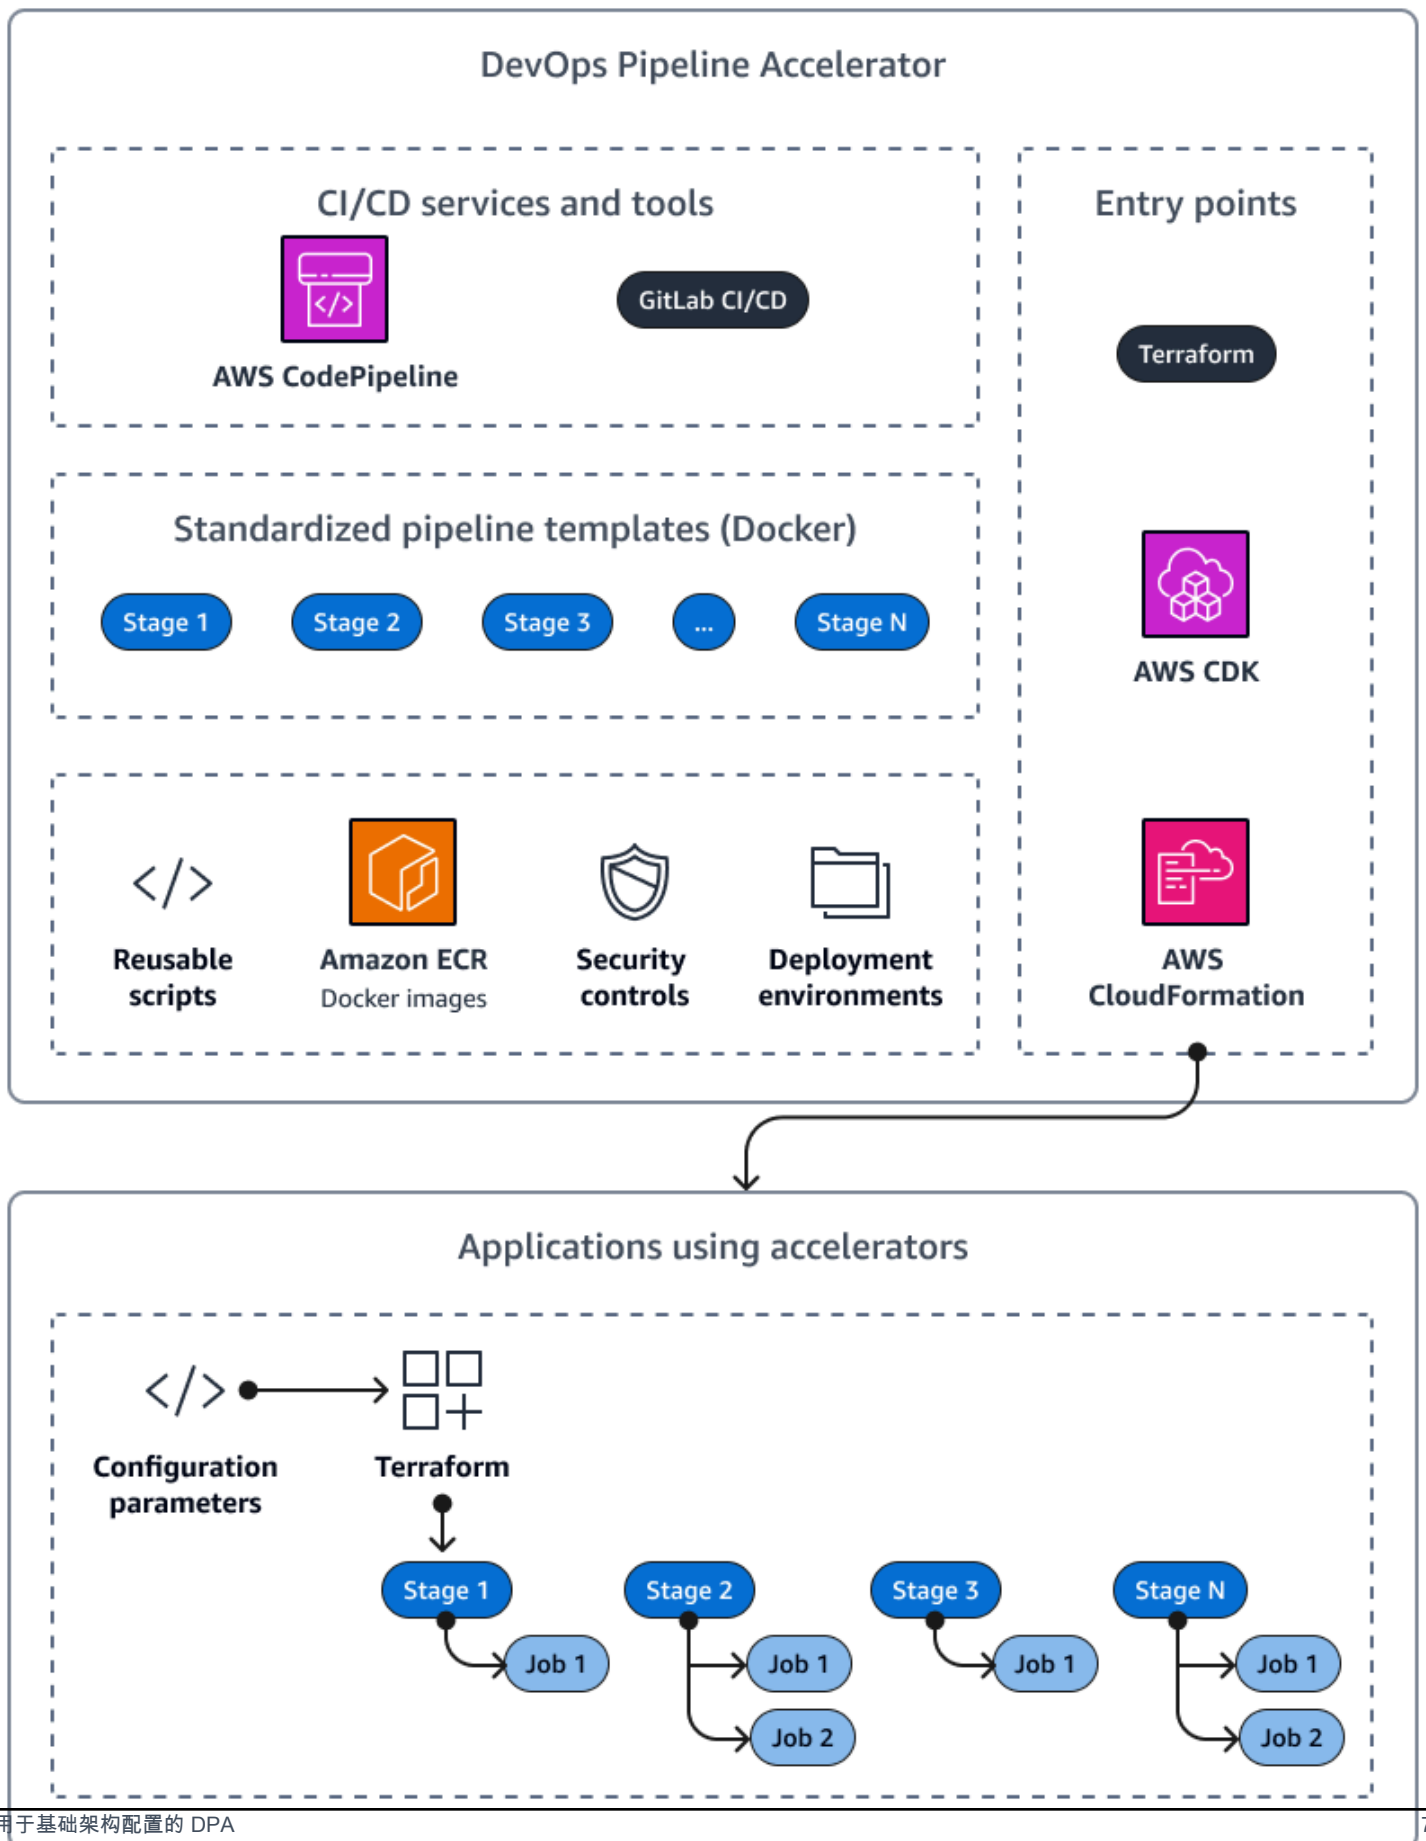 DevOps Pipeline Accelerator
CI/CD services and tools
AWS CodePipeline
GitLab CI/CD
Standardized pipeline templates (Docker)
Stage 1
Stage 2
Stage 3
...
Stage N
Reusable
scripts
Amazon ECR
Docker images
Security
controls
Deployment
environments
Entry points
Terraform
AWS CDK
AWS
CloudFormation
Applications using accelerators
Configuration
parameters
Terraform
Stage 1
Job 1
Stage 2
Job 1
Job 2
Stage 3
Job 1
Stage N
Job 1
Job 2
用于基础架构配置的 DPA